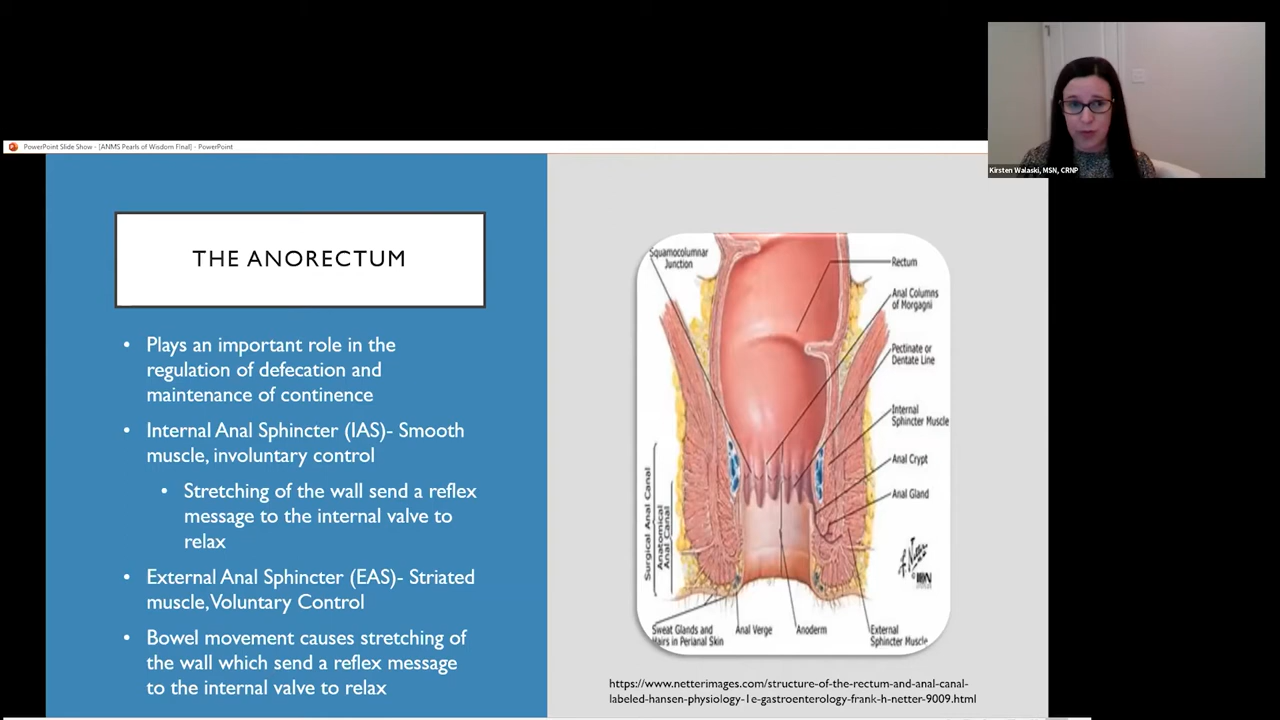 PowerPoint Slide Show - [ANMS Pearls of Wisdom Final] - PowerPoint
Kirsten Walaski, MSN, CRNP
THE ANORECTUM
• Plays an important role in the
regulation of defecation and
maintenance of continence
• Internal Anal Sphincter (IAS)- Smooth
muscle, involuntary control
• Stretching of the wall send a reflex
message to the internal valve to
relax
• External Anal Sphincter (EAS)- Striated
muscle, Voluntary Control
• Bowel movement causes stretching of
the wall which send a reflex message
to the internal valve to relax
Squamocolumnar
Junction
Rectum
Anal Columns
of Morgagni
Pectinate or
Dentate Line
Internal
Sphincter Muscle
Anal Crypt
Anal Gland
Surgical Anal Canal
Anatomical
Anal Canal
Sweat Glands and
Hairs in Perianal Skin
Anal Verge
Anoderm
External
Sphincter Muscle
https://www.netterimages.com/structure-of-the-rectum-and-anal-canal-
labeled-hansen-physiology-1e-gastroenterology-frank-h-netter-9009.html